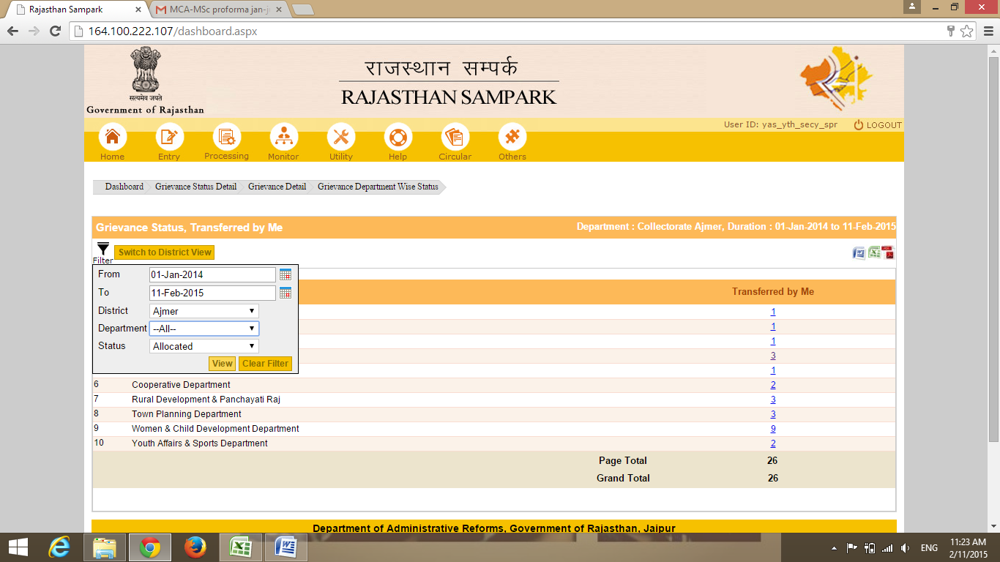 Rajasthan Sampark
MCA-MSc proforma jan-j
164.100.222.107/dashboard.aspx
राजस्थान सम्पर्क
RAJASTHAN SAMPARK
सत्यमेव जयते
Government of Rajasthan
User ID: yas_yth_secy_spr LOGOUT
Home Entry Processing Monitor Utility Help Circular Others
Dashboard Grievance Status Detail Grievance Detail Grievance Department Wise Status
Grievance Status, Transferred by Me Department : Collectorate Ajmer, Duration : 01-Jan-2014 to 11-Feb-2015
Filter Switch to District View
From 01-Jan-2014
To 11-Feb-2015
District Ajmer
Department --All--
Status Allocated
View Clear Filter
Transferred by Me
1
1
1
3
1
6 Cooperative Department 2
7 Rural Development & Panchayati Raj 3
8 Town Planning Department 3
9 Women & Child Development Department 9
10 Youth Affairs & Sports Department 2
Page Total 26
Grand Total 26
Department of Administrative Reforms, Government of Rajasthan, Jaipur
ENG 11:23 AM
2/11/2015